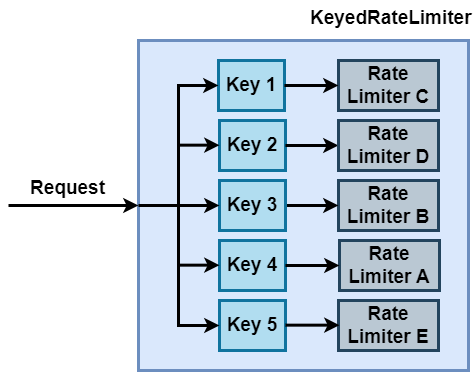 KeyedRateLimiter
Key 1
Rate
Limiter C
Key 2
Rate
Limiter D
Request
Key 3
Rate
Limiter B
Key 4
Rate
Limiter A
Key 5
Rate
Limiter E